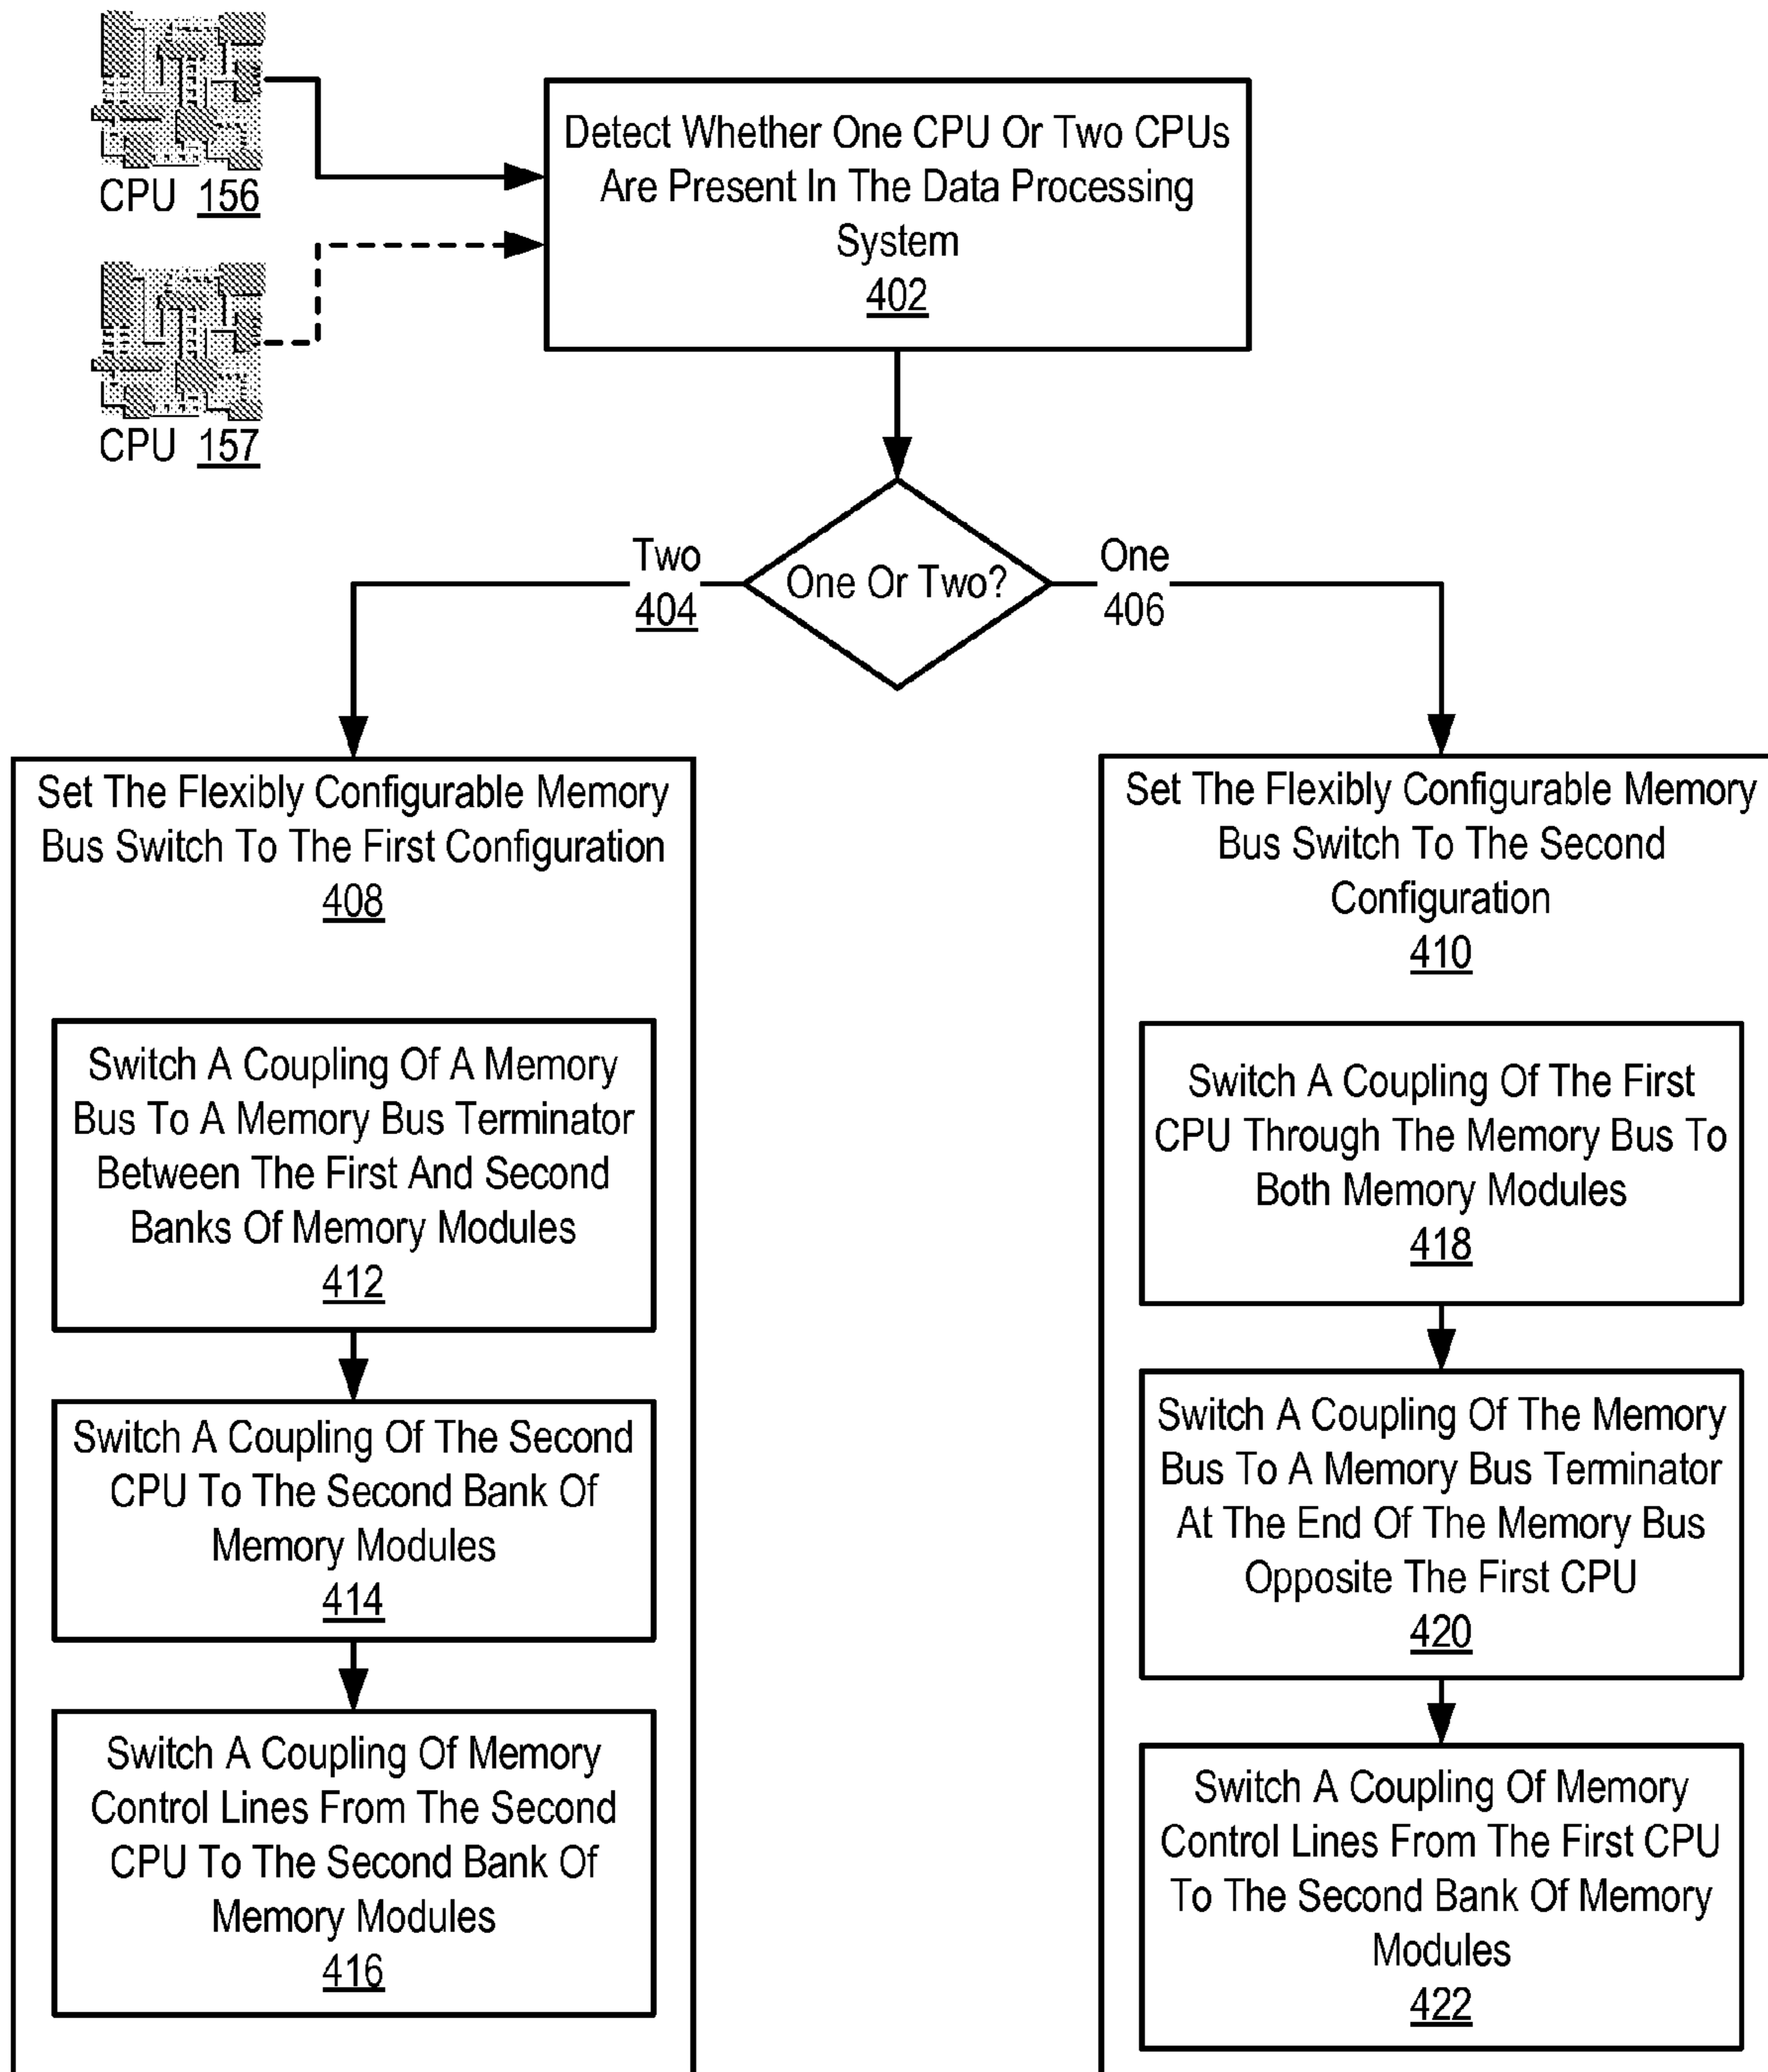 CPU 156
CPU 157
Detect Whether One CPU Or Two CPUs
Are Present In The Data Processing
System
402
One Or Two?
Two
404
One
406
Set The Flexibly Configurable Memory
Bus Switch To The First Configuration
408
Switch A Coupling Of A Memory
Bus To A Memory Bus Terminator
Between The First And Second
Banks Of Memory Modules
412
Switch A Coupling Of The Second
CPU To The Second Bank Of
Memory Modules
414
Switch A Coupling Of Memory
Control Lines From The Second
CPU To The Second Bank Of
Memory Modules
416
Set The Flexibly Configurable Memory
Bus Switch To The Second
Configuration
410
Switch A Coupling Of The First
CPU Through The Memory Bus To
Both Memory Modules
418
Switch A Coupling Of The Memory
Bus To A Memory Bus Terminator
At The End Of The Memory Bus
Opposite The First CPU
420
Switch A Coupling Of Memory
Control Lines From The First CPU
To The Second Bank Of Memory
Modules
422